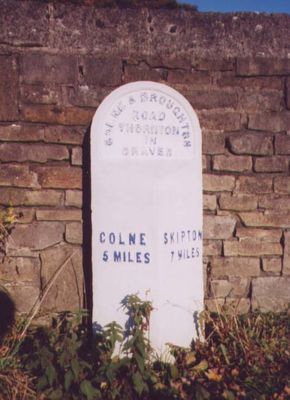 COLNE & BROUGHTON
ROAD
THORNTON
IN
CRAVEN
COLNE SKIPTON
5 MILES 7 MILES